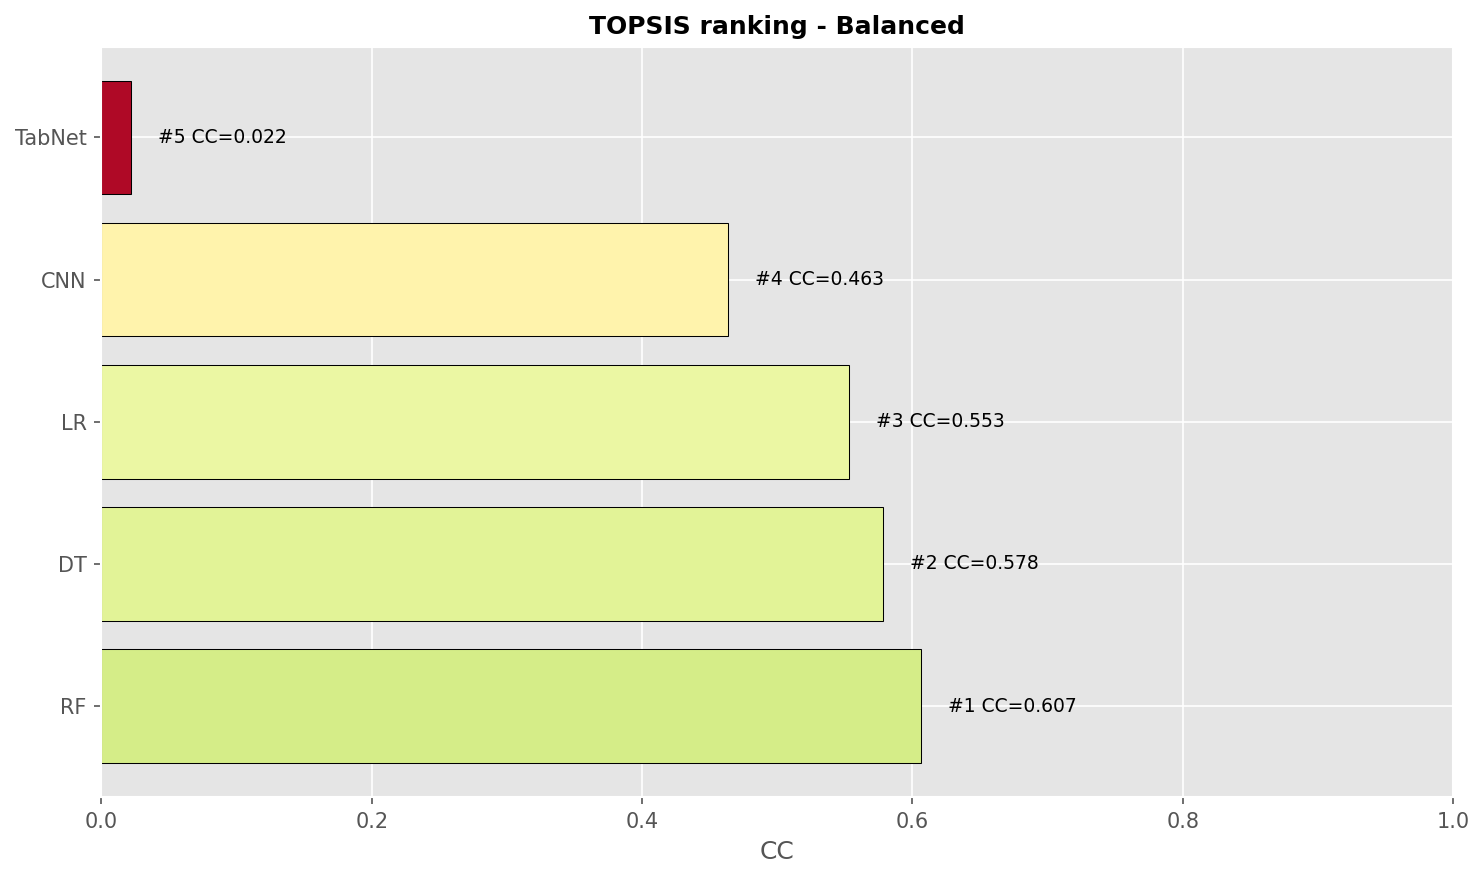 TOPSIS ranking - Balanced
TabNet
#5 CC=0.022
CNN
#4 CC=0.463
LR
#3 CC=0.553
DT
#2 CC=0.578
RF
#1 CC=0.607
0.0 0.2 0.4 0.6 0.8 1.0
CC